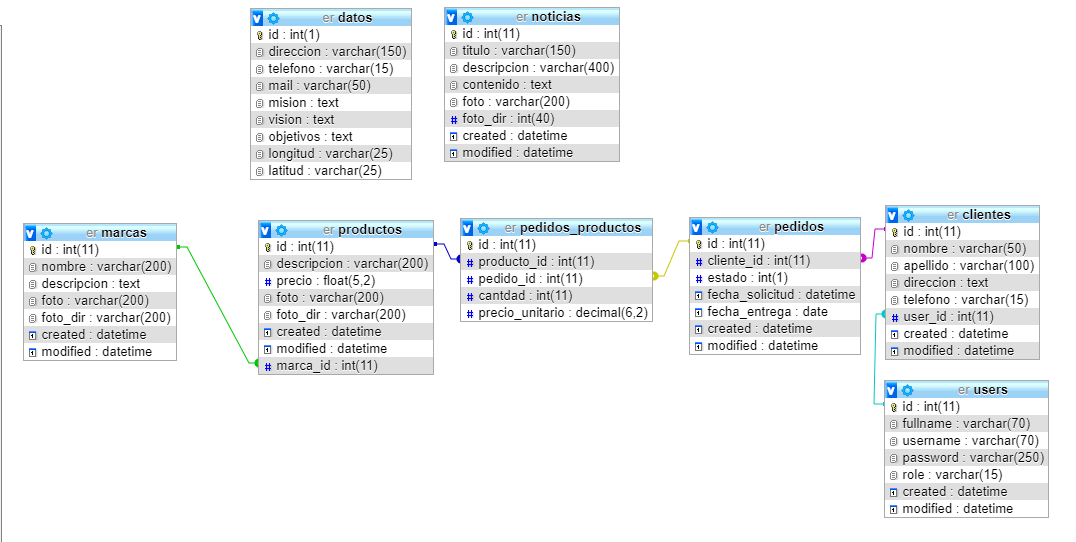 er datos
id : int(1)
direccion : varchar(150)
telefono : varchar(15)
mail : varchar(50)
mision : text
vision : text
objetivos : text
longitud : varchar(25)
latitud : varchar(25)
er noticias
id : int(11)
titulo : varchar(150)
descripcion : varchar(400)
contenido : text
foto : varchar(200)
foto_dir : int(40)
created : datetime
modified : datetime
er marcas
id : int(11)
nombre : varchar(200)
descripcion : text
foto : varchar(200)
foto_dir : varchar(200)
created : datetime
modified : datetime
er productos
id : int(11)
descripcion : varchar(200)
precio : float(5,2)
foto : varchar(200)
foto_dir : varchar(200)
created : datetime
modified : datetime
marca_id : int(11)
er pedidos_productos
id : int(11)
producto_id : int(11)
pedido_id : int(11)
cantdad : int(11)
precio_unitario : decimal(6,2)
er pedidos
id : int(11)
cliente_id : int(11)
estado : int(1)
fecha_solicitud : datetime
fecha_entrega : date
created : datetime
modified : datetime
er clientes
id : int(11)
nombre : varchar(50)
apellido : varchar(100)
direccion : text
telefono : varchar(15)
user_id : int(11)
created : datetime
modified : datetime
er users
id : int(11)
fullname : varchar(70)
username : varchar(70)
password : varchar(250)
role : varchar(15)
created : datetime
modified : datetime